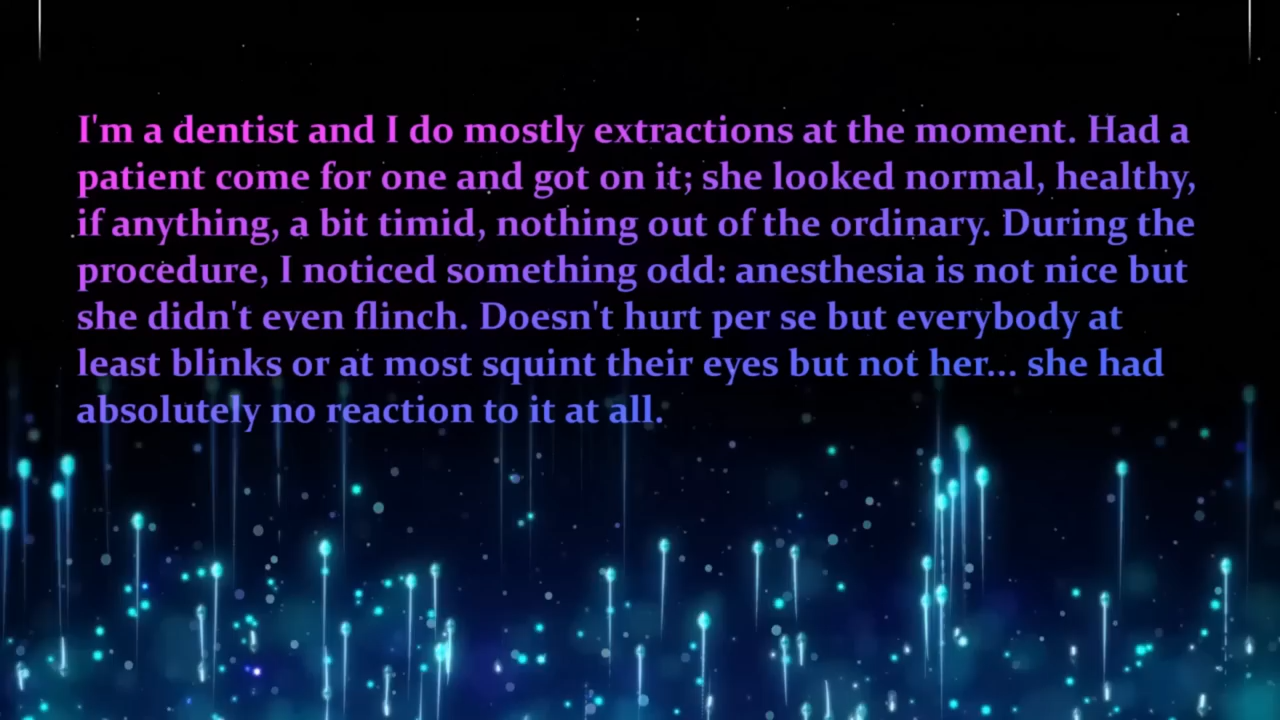 I'm a dentist and I do mostly extractions at the moment. Had a
patient come for one and got on it; she looked normal, healthy,
if anything, a bit timid, nothing out of the ordinary. During the
procedure, I noticed something odd: anesthesia is not nice but
she didn't even flinch. Doesn't hurt per se but everybody at
least blinks or at most squint their eyes but not her... she had
absolutely no reaction to it at all.